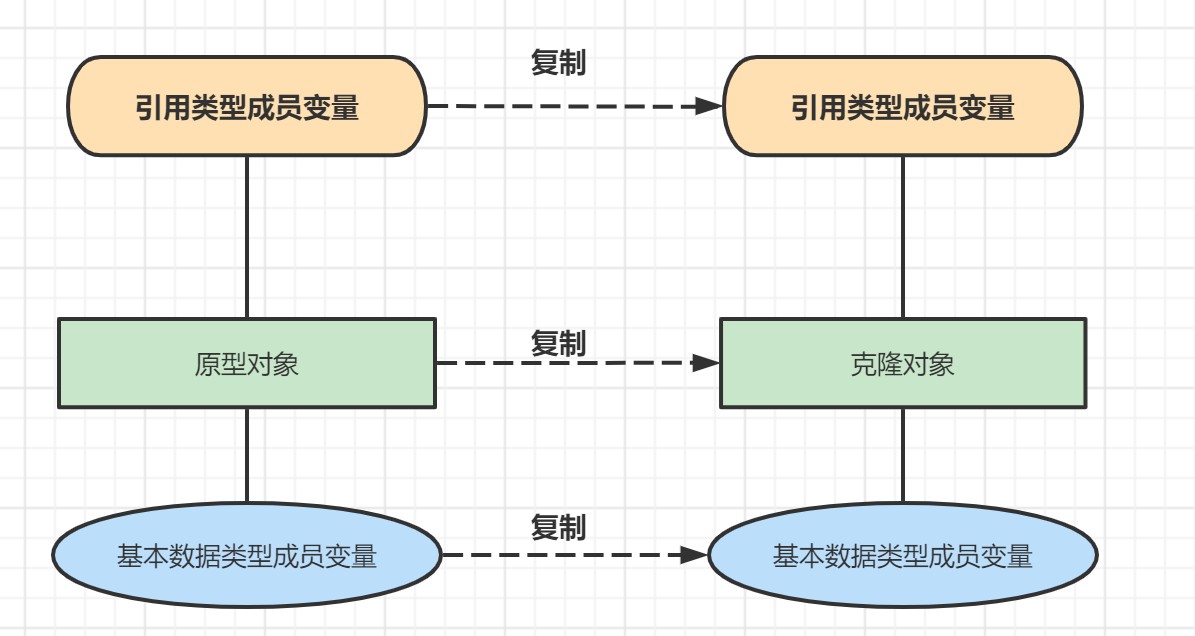 复制
引用类型成员变量
引用类型成员变量
复制
原型对象
克隆对象
复制
基本数据类型成员变量
基本数据类型成员变量